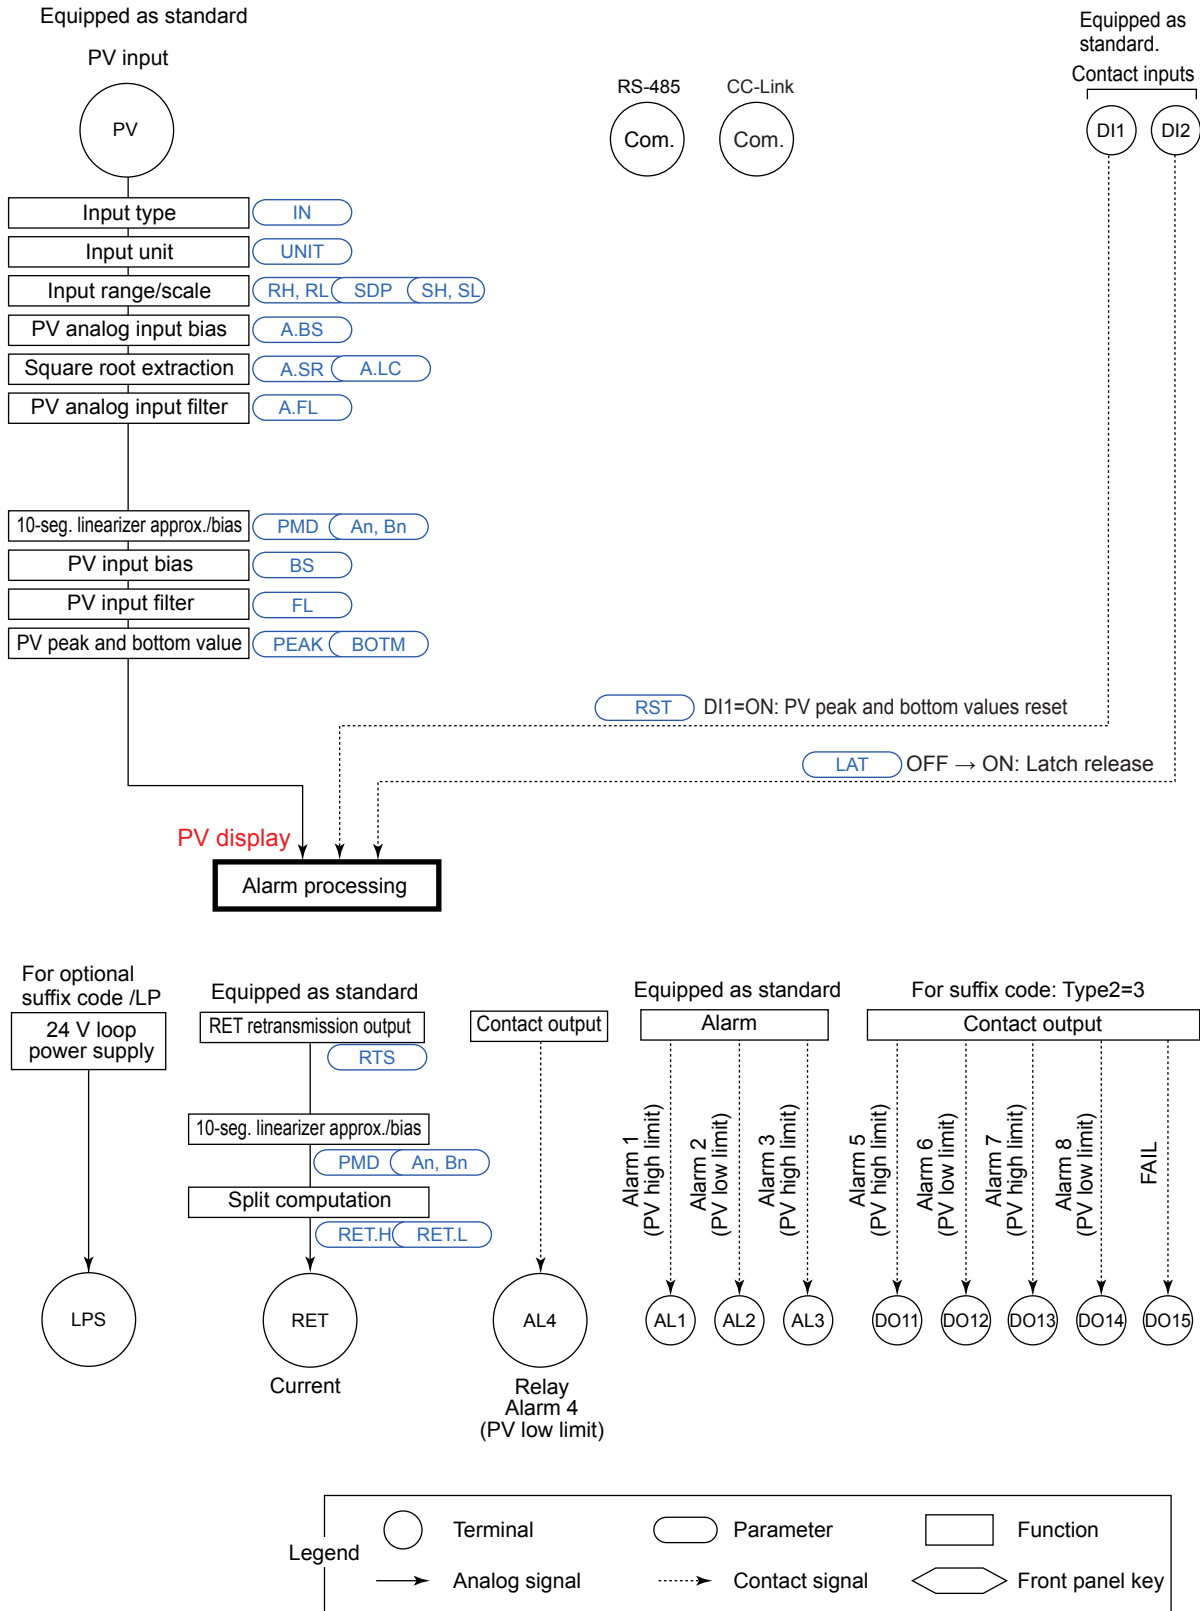 Equipped as standard
PV input
PV
RS-485
Com.
CC-Link
Com.
Equipped as
standard.
Contact inputs
DI1
DI2
Input type
IN
Input unit
UNIT
Input range/scale
RH, RL
SDP
SH, SL
PV analog input bias
A.BS
Square root extraction
A.SR
A.LC
PV analog input filter
A.FL
10-seg. linearizer approx./bias
PMD
An, Bn
PV input bias
BS
PV input filter
FL
PV peak and bottom value
PEAK
BOTM
RST
DI1=ON: PV peak and bottom values reset
LAT
OFF → ON: Latch release
PV display
Alarm processing
For optional
suffix code /LP
24 V loop
power supply
LPS
Equipped as standard
RET retransmission output
RTS
10-seg. linearizer approx./bias
PMD
An, Bn
Split computation
RET.H
RET.L
RET
Current
Contact output
AL4
Relay
Alarm 4
(PV low limit)
Equipped as standard
Alarm
Alarm 1
(PV high limit)
Alarm 2
(PV low limit)
Alarm 3
(PV high limit)
AL1
AL2
AL3
For suffix code: Type2=3
Contact output
Alarm 5
(PV high limit)
Alarm 6
(PV low limit)
Alarm 7
(PV high limit)
Alarm 8
(PV low limit)
FAIL
DO11
DO12
DO13
DO14
DO15
Legend
Terminal
Parameter
Function
Analog signal
Contact signal
Front panel key